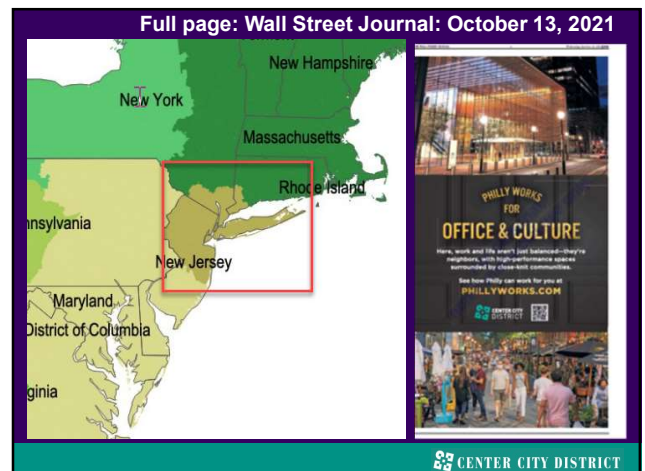 Full page: Wall Street Journal: October 13, 2021
New Hampshire
New York
Massachusetts
Rhode Island
nnsylvania
New Jersey
Maryland
District of Columbia
ginia
PHILLY WORKS
FOR
OFFICE & CULTURE
Here, work and life aren't just balanced—they're
neighbors, with high-performance spaces
surrounded by close-knit communities.
See how Philly can work for you at
PHILLYWORKS.COM
CENTER CITY
DISTRICT
CENTER CITY DISTRICT